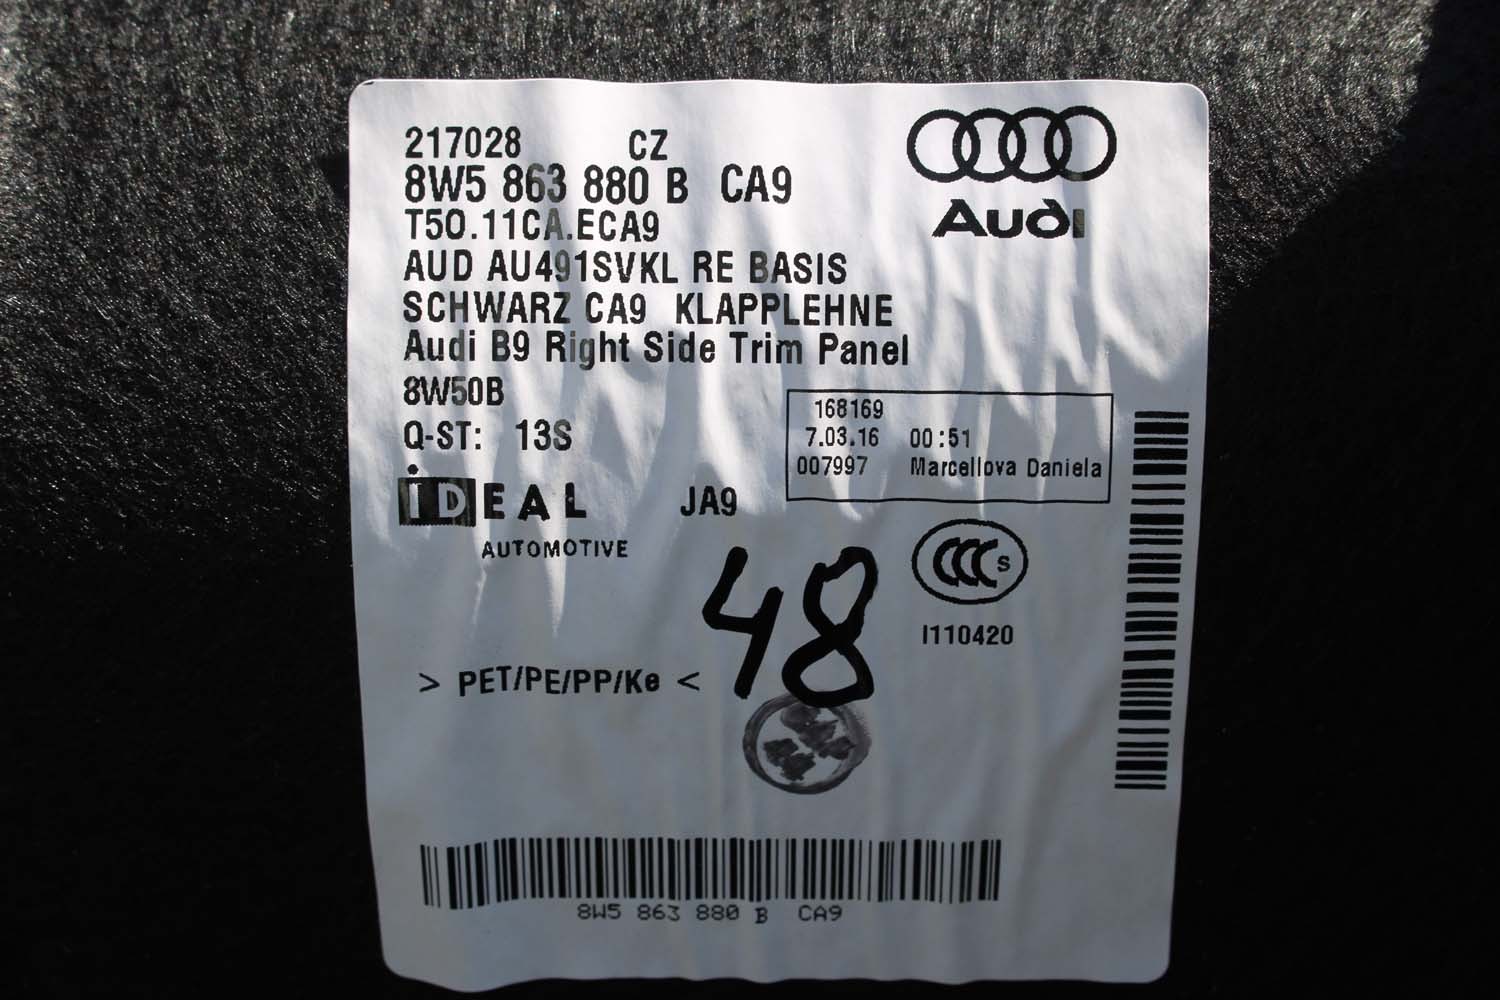 217028 CZ
8W5 863 880 B CA9
T50.11CA.ECA9
AUD AU491SVKL RE BASIS
SCHWARZ CA9 KLAPPLEHNE
Audi B9 Right Side Trim Panel
8W50B
Q-ST: 13S
Audi
168169
7.03.16 00:51
007997 Marcellova Daniela
iDEAL
AUTOMOTIVE
JA9
CCC S
I110420
48
> PET/PE/PP/Ke <
8W5 863 880 B CA9